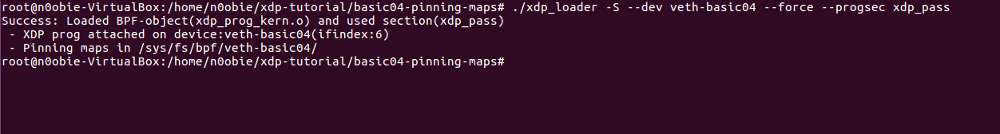 root@n0obie-VirtualBox:/home/n0obie/xdp-tutorial/basic04-pinning-maps# ./xdp_loader -S --dev veth-basic04 --force --progsec xdp_pass
Success: Loaded BPF-object(xdp_prog_kern.o) and used section(xdp_pass)
 - XDP prog attached on device:veth-basic04(ifindex:6)
 - Pinning maps in /sys/fs/bpf/veth-basic04/
root@n0obie-VirtualBox:/home/n0obie/xdp-tutorial/basic04-pinning-maps#